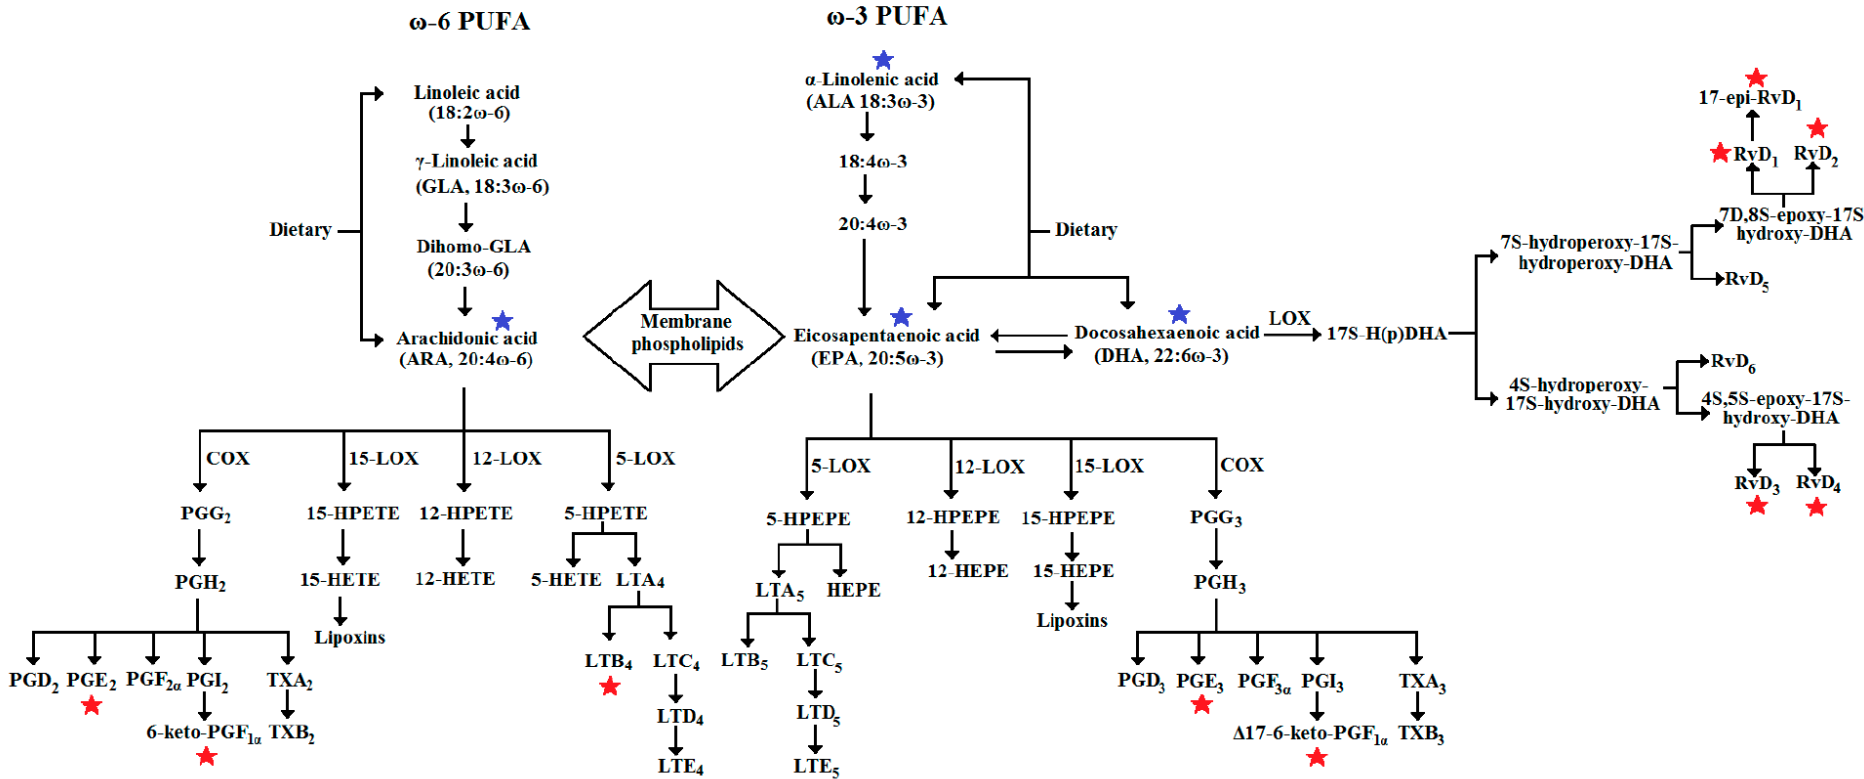 ω-6 PUFA
ω-3 PUFA
Linoleic acid
(18:2ω-6)
γ-Linoleic acid
(GLA, 18:3ω-6)
Dietary
Dihomo-GLA
(20:3ω-6)
Arachidonic acid
(ARA, 20:4ω-6)
α-Linolenic acid
(ALA 18:3ω-3)
18:4ω-3
20:4ω-3
Dietary
Membrane
phospholipids
Eicosapentaenoic acid
(EPA, 20:5ω-3)
Docosahexaenoic acid
(DHA, 22:6ω-3)
LOX
17S-H(p)DHA
17-epi-RvD1
RvD1
RvD2
7D,8S-epoxy-17S
hydroxy-DHA
7S-hydroperoxy-17S-
hydroperoxy-DHA
RvD5
RvD6
4S-hydroperoxy-
17S-hydroxy-DHA
4S,5S-epoxy-17S-
hydroxy-DHA
RvD3
RvD4
COX
15-LOX
12-LOX
5-LOX
PGG2
15-HPETE
12-HPETE
5-HPETE
PGH2
15-HETE
12-HETE
5-HETE
LTA4
Lipoxins
PGD2
PGE2
PGF2α
PGI2
TXA2
6-keto-PGF1α
TXB2
LTB4
LTC4
LTD4
LTE4
5-LOX
12-LOX
15-LOX
COX
5-HPEPE
12-HPEPE
15-HPEPE
PGG3
LTA5
HEPE
12-HEPE
15-HEPE
PGH3
Lipoxins
LTB5
LTC5
LTD5
LTE5
PGD3
PGE3
PGF3α
PGI3
TXA3
Δ17-6-keto-PGF1α
TXB3